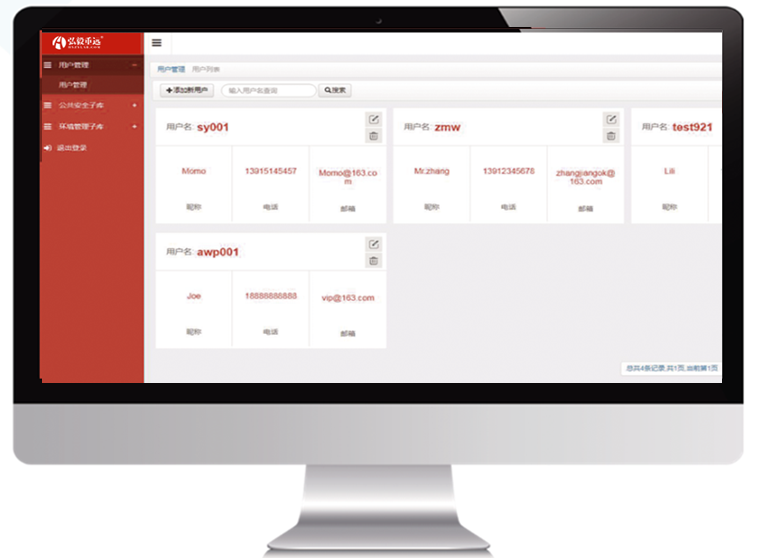 弘毅重远
用户管理
用户管理
公共安全子库
环境管理子库
退出登录
用户管理 用户列表
添加新用户
输入用户名查询
搜索
用户名: sy001
Momo
13915145457
Momo@163.co
m
昵称
电话
邮箱
用户名: zmw
Mr.zhang
13912345678
zhangjiangok@
163.com
昵称
电话
邮箱
用户名: test921
Lili
昵称
用户名: awp001
Joe
18888888888
vip@163.com
昵称
电话
邮箱
总共4条记录,共1页,当前第1页